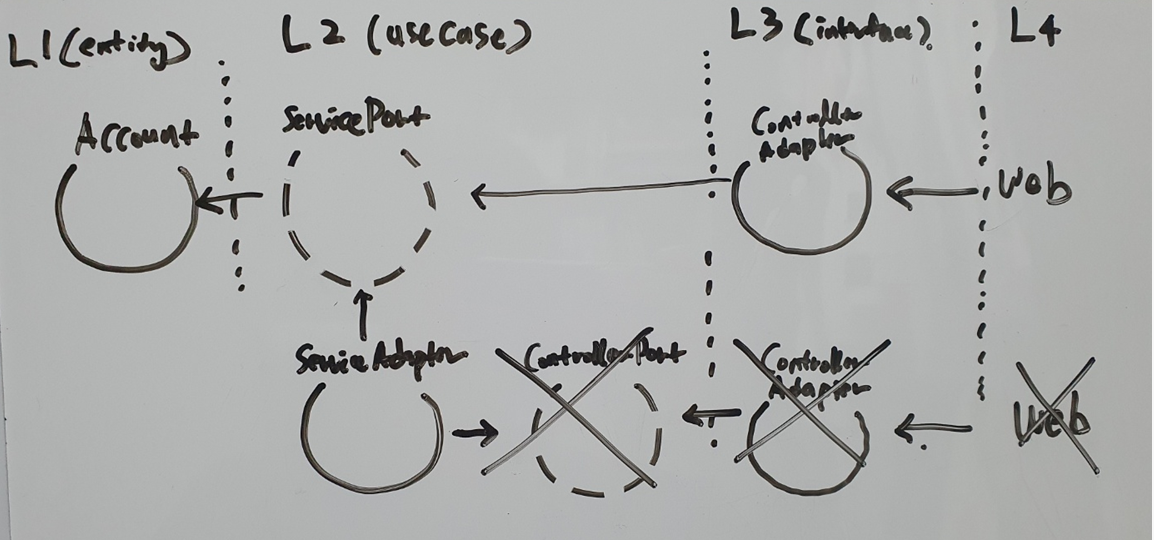 L1 (entity)
L2 (usecase)
L3 (interface)
L4
Account
ServicePort
Controller
Adapter
Web
ServiceAdapter
ControllerPort
Controller
Adapter
Web